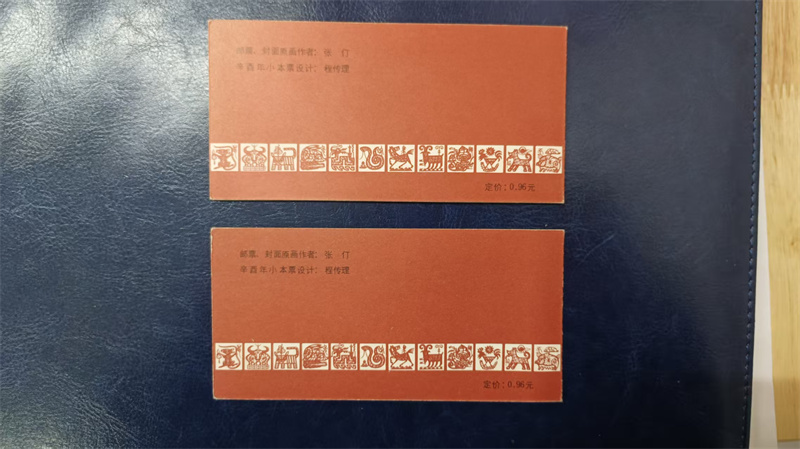 邮票、封面底画作者：张 仃
辛酉年小本票设计：程传理
定价：0.96元
邮票、封面底画作者：张 仃
辛酉年小本票设计：程传理
定价：0.96元